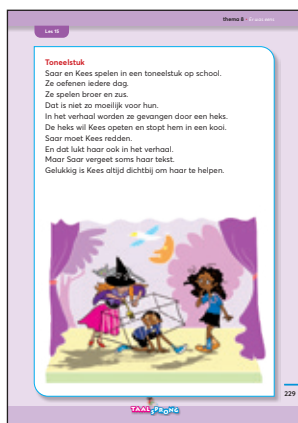 thema 8 - Er was eens
Les 15
Toneelstuk
Saar en Kees spelen in een toneelstuk op school.
Ze oefenen iedere dag.
Ze spelen broer en zus.
Dat is niet zo moeilijk voor hun.
In het verhaal worden ze gevangen door een heks.
De heks wil Kees opeten en stopt hem in een kooi.
Saar moet Kees redden.
En dat lukt haar ook in het verhaal.
Maar Saar vergeet soms haar tekst.
Gelukkig is Kees altijd dichtbij om haar te helpen.
229
TAALSPRONG